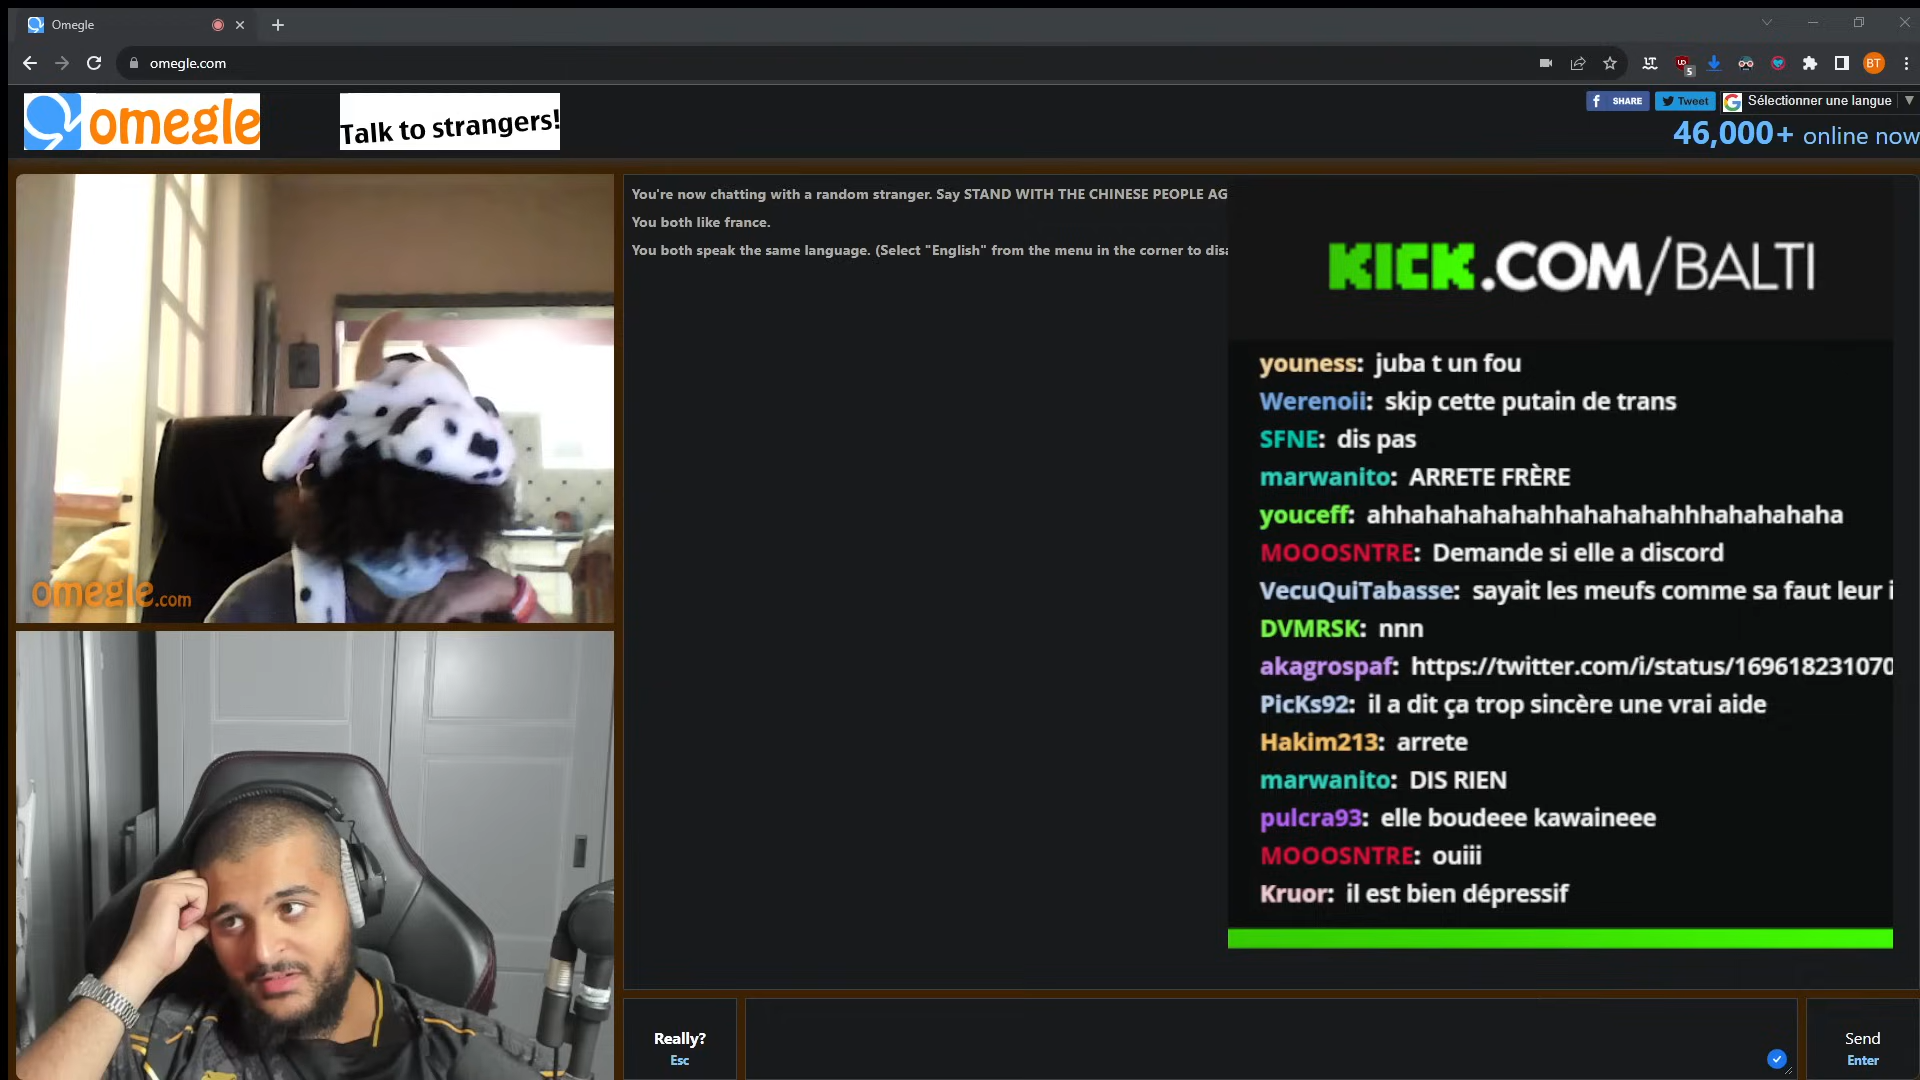 Omegle
omegle.com
5
BT
omegle
Talk to strangers!
SHARE
Tweet
Sélectionner une langue
46,000+ online now
You're now chatting with a random stranger. Say STAND WITH THE CHINESE PEOPLE AG
You both like france.
You both speak the same language. (Select "English" from the menu in the corner to disa
omegle.com
KICK.COM/BALTI
youness: juba t un fou
Werenoii: skip cette putain de trans
SFNE: dis pas
marwanito: ARRETE FRÈRE
youceff: ahhahahahahahhahahahahhhahahahaha
MOOOSNTRE: Demande si elle a discord
VecuQuiTabasse: sayait les meufs comme sa faut leur i
DVMRSK: nnn
akagrospaf: https://twitter.com/i/status/169618231070
PicKs92: il a dit ça trop sincère une vrai aide
Hakim213: arrete
marwanito: DIS RIEN
pulcra93: elle boudeee kawaineee
MOOOSNTRE: ouiii
Kruor: il est bien dépressif
Really?
Esc
Send
Enter